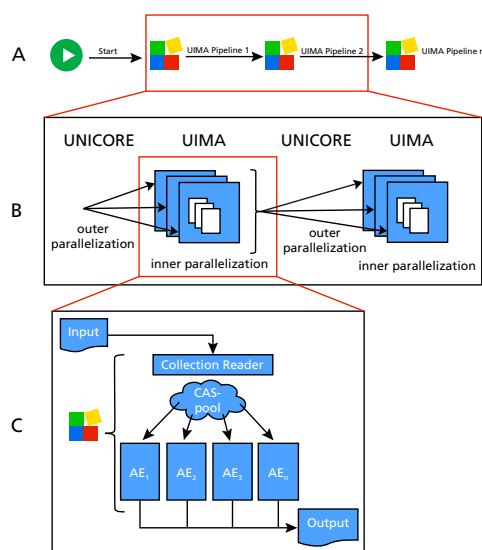 A
Start
UIMA Pipeline 1
UIMA Pipeline 2
UIMA Pipeline n
B
UNICORE
UIMA
UNICORE
UIMA
outer
parallelization
inner parallelization
outer
parallelization
inner parallelization
C
Input
Collection Reader
CAS-
pool
AE1
AE2
AE3
AEn
Output